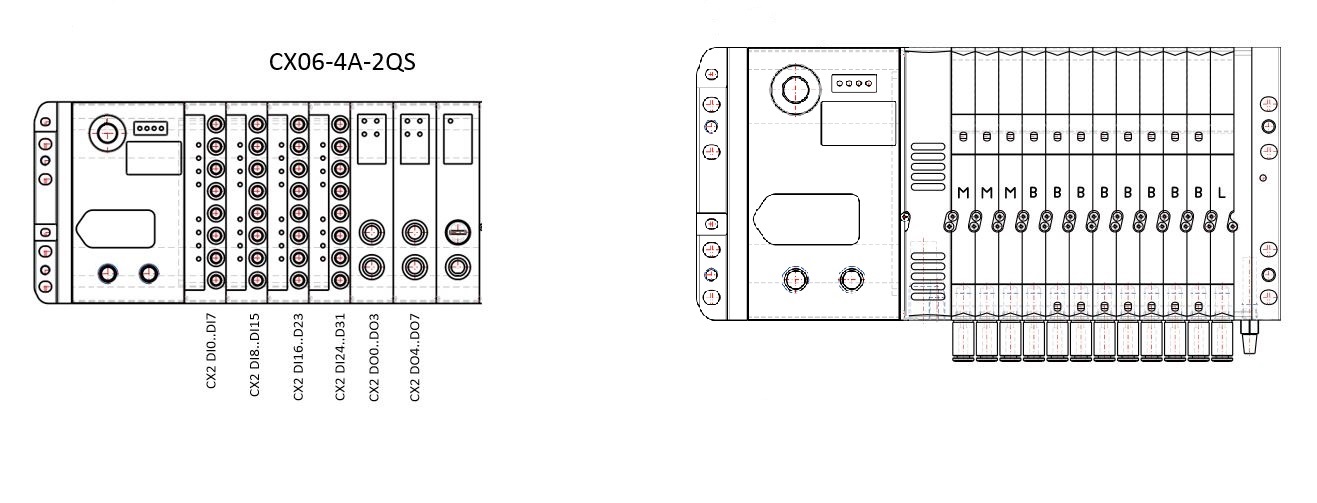 CX06-4A-2QS
M M M B B B B B B B B L
CX2 DI0..DI7
CX2 DI8..DI15
CX2 DI16..D23
CX2 DI24..D31
CX2 DO0..DO3
CX2 DO4..DO7